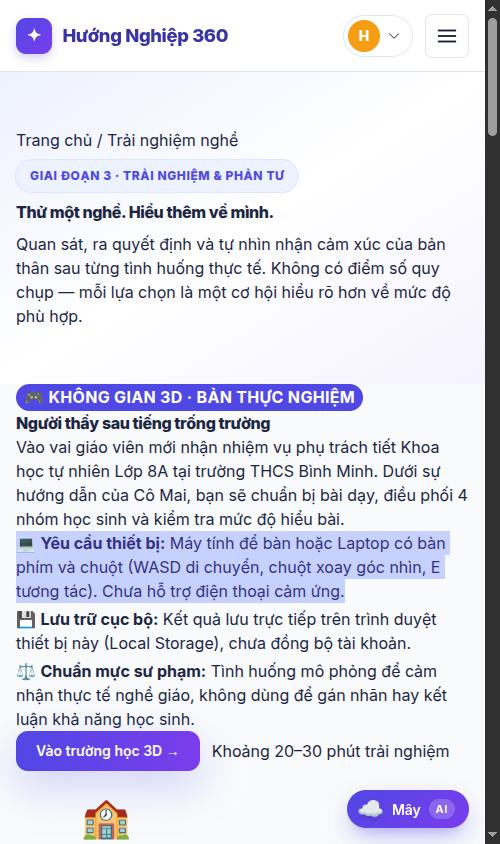 Hướng Nghiệp 360
H
Trang chủ / Trải nghiệm nghề
GIAI ĐOẠN 3 · TRẢI NGHIỆM & PHẢN TƯ
Thử một nghề. Hiểu thêm về mình.
Quan sát, ra quyết định và tự nhìn nhận cảm xúc của bản
thân sau từng tình huống thực tế. Không có điểm số quy
chụp — mỗi lựa chọn là một cơ hội hiểu rõ hơn về mức độ
phù hợp.
🎮 KHÔNG GIAN 3D · BẢN THỰC NGHIỆM
Người thầy sau tiếng trống trường
Vào vai giáo viên mới nhận nhiệm vụ phụ trách tiết Khoa
học tự nhiên Lớp 8A tại trường THCS Bình Minh. Dưới sự
hướng dẫn của Cô Mai, bạn sẽ chuẩn bị bài dạy, điều phối 4
nhóm học sinh và kiểm tra mức độ hiểu bài.
💻 Yêu cầu thiết bị: Máy tính để bàn hoặc Laptop có bàn
phím và chuột (WASD di chuyển, chuột xoay góc nhìn, E
tương tác). Chưa hỗ trợ điện thoại cảm ứng.
💾 Lưu trữ cục bộ: Kết quả lưu trực tiếp trên trình duyệt
thiết bị này (Local Storage), chưa đồng bộ tài khoản.
⚖️ Chuẩn mực sư phạm: Tình huống mô phỏng để cảm
nhận thực tế nghề giáo, không dùng để gán nhãn hay kết
luận khả năng học sinh.
Vào trường học 3D →
Khoảng 20–30 phút trải nghiệm
Mây AI